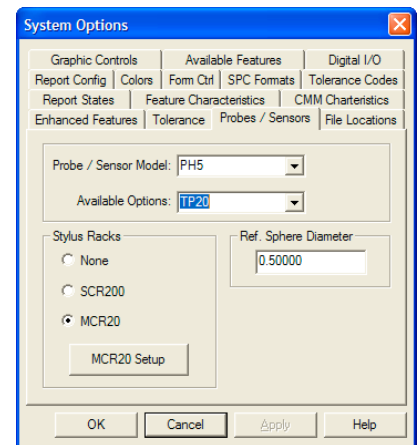 System Options
Graphic Controls Available Features Digital I/O
Report Config Colors Form Ctrl SPC Formats Tolerance Codes
Report States Feature Characteristics CMM Charteristics
Enhanced Features Tolerance Probes / Sensors File Locations
Probe / Sensor Model: PH5
Available Options: TP20
Stylus Racks Ref. Sphere Diameter
None 0.50000
SCR200
MCR20
MCR20 Setup
OK Cancel Apply Help